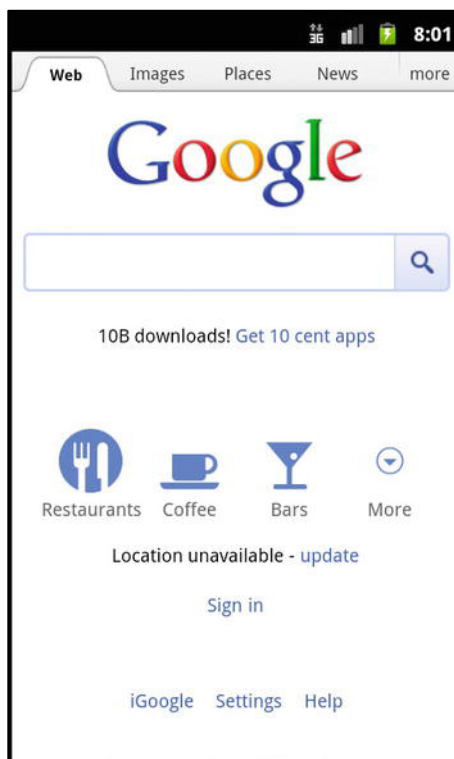 3G 8:01
Web Images Places News more
Google
10B downloads! Get 10 cent apps
Restaurants Coffee Bars More
Location unavailable - update
Sign in
iGoogle Settings Help